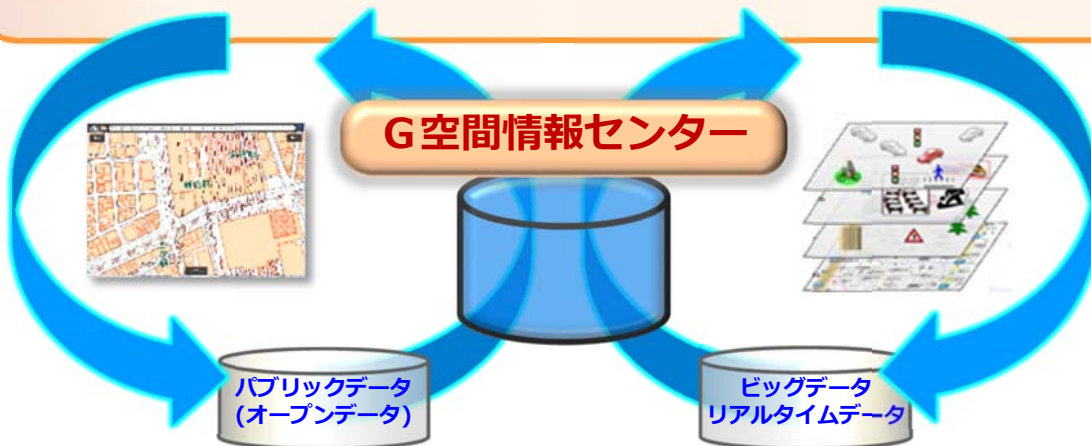 G空間情報センター
パブリックデータ
(オープンデータ)
ビッグデータ
リアルタイムデータ